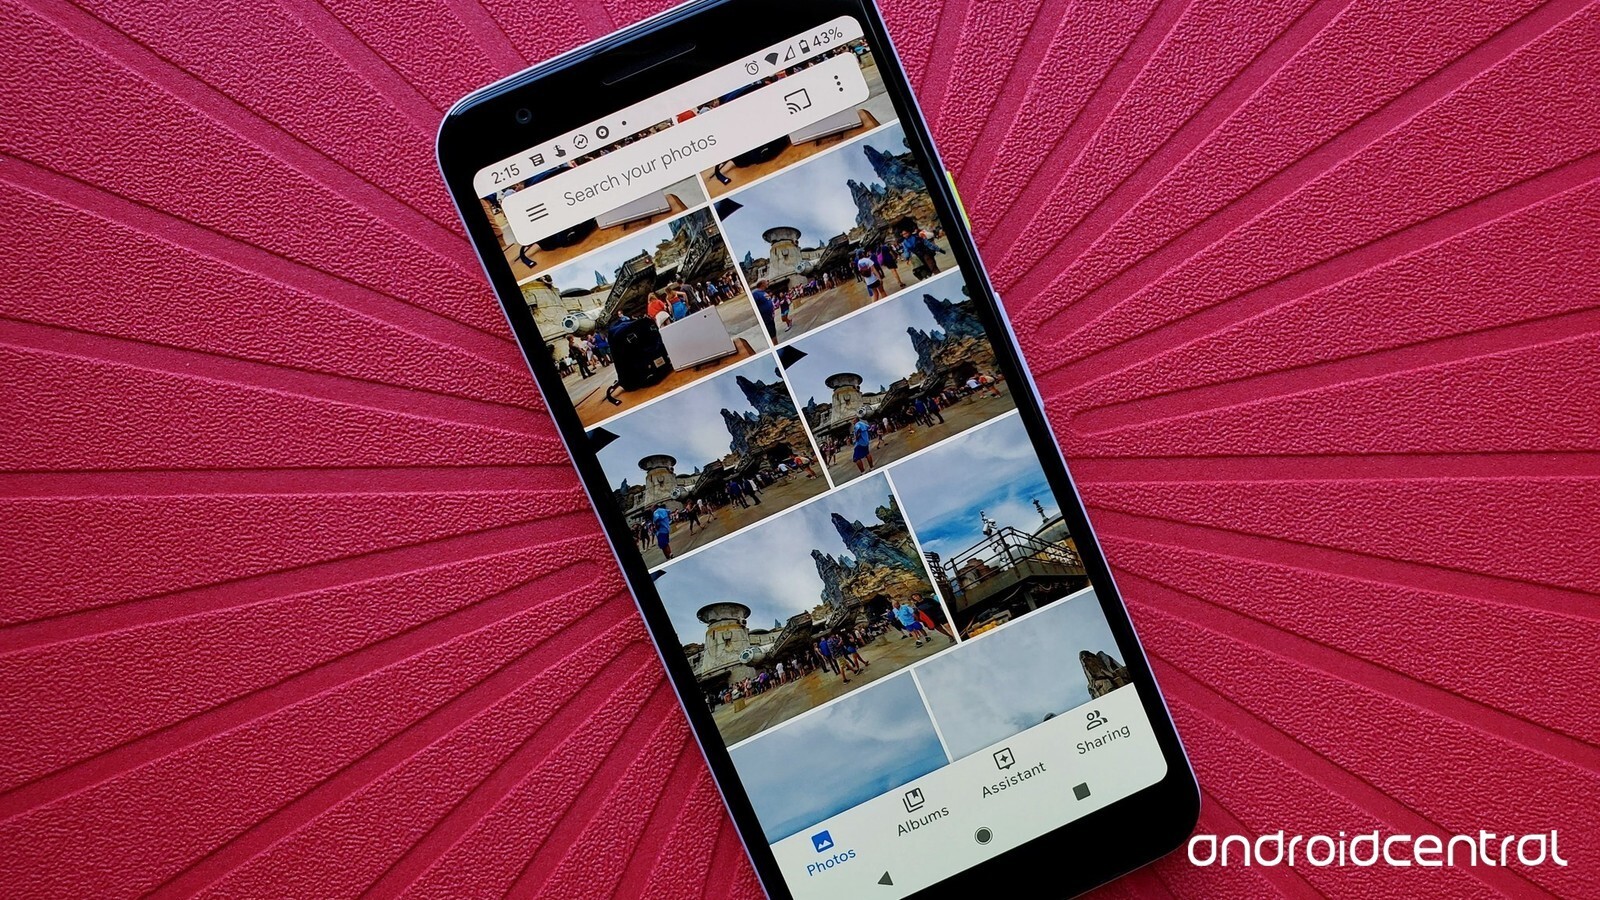 2:15
43%
Search your photos
Photos
Albums
Assistant
Sharing
androidcentral